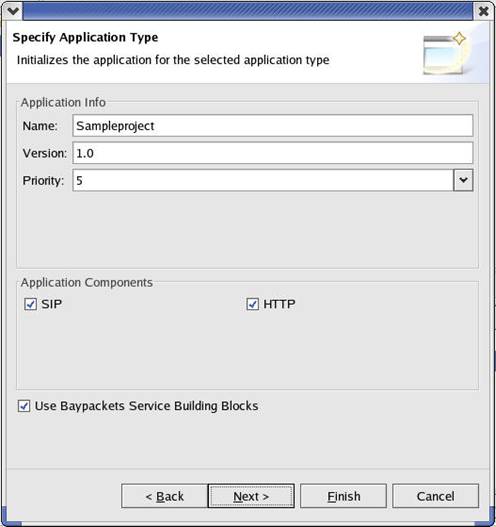 Specify Application Type
Initializes the application for the selected application type
Application Info
Name: Sampleproject
Version: 1.0
Priority: 5
Application Components
SIP HTTP
Use Baypackets Service Building Blocks
< Back Next > Finish Cancel